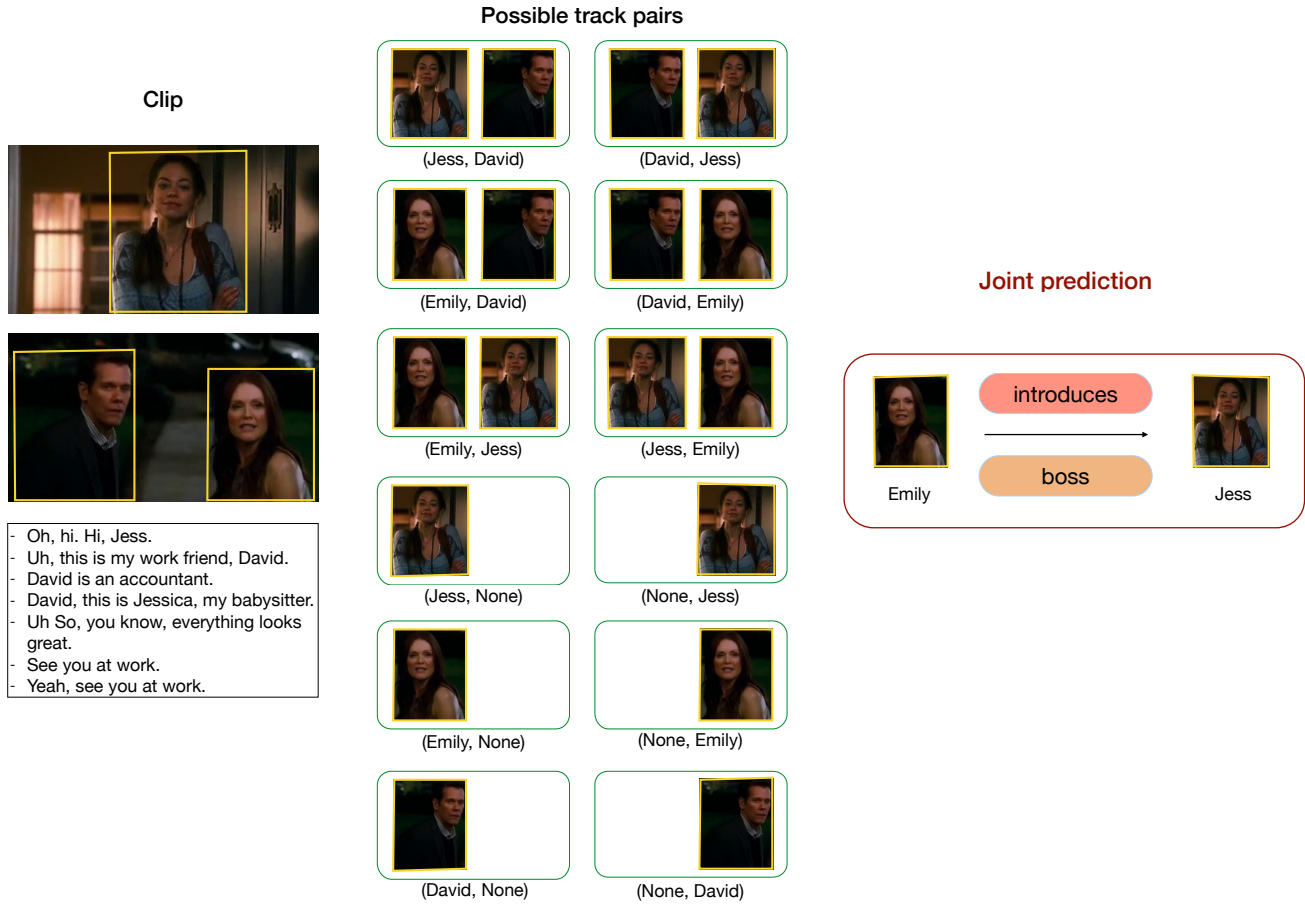 Possible track pairs
Clip
(Jess, David)
(David, Jess)
(Emily, David)
(David, Emily)
(Emily, Jess)
(Jess, Emily)
(Jess, None)
(None, Jess)
(Emily, None)
(None, Emily)
(David, None)
(None, David)
- Oh, hi. Hi, Jess.
- Uh, this is my work friend, David.
- David is an accountant.
- David, this is Jessica, my babysitter.
- Uh So, you know, everything looks
great.
- See you at work.
- Yeah, see you at work.
Joint prediction
introduces
boss
Emily
Jess